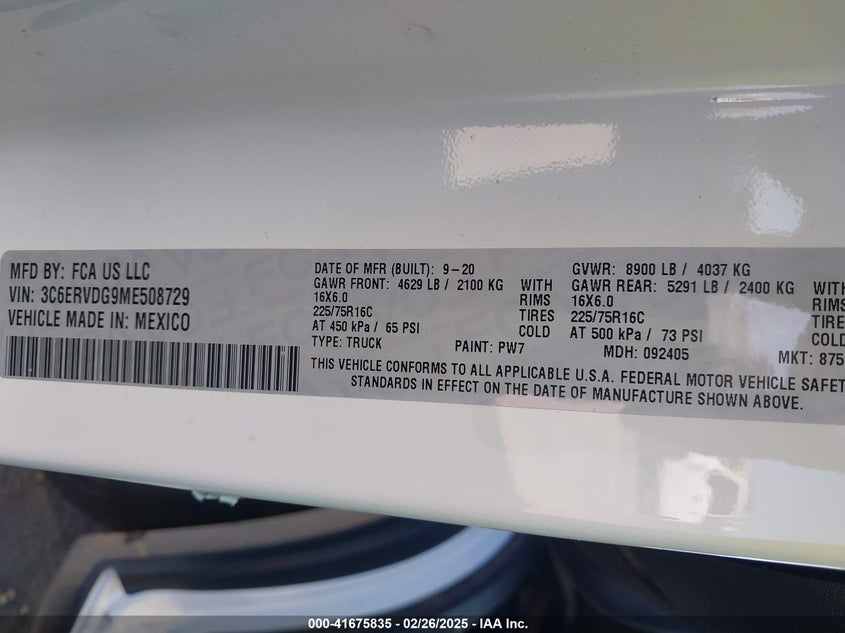 MFD BY: FCA US LLC
VIN: 3C6ERVDG9ME508729
VEHICLE MADE IN: MEXICO
DATE OF MFR (BUILT): 9-20
GVWR: 8900 LB / 4037 KG
GAWR FRONT: 4629 LB / 2100 KG WITH
GAWR REAR: 5291 LB / 2400 KG WITH
16X6.0 RIMS
16X6.0 RIMS
225/75R16C TIRES
225/75R16C TIRE
AT 450 kPa / 65 PSI COLD
AT 500 kPa / 73 PSI COLD
TYPE: TRUCK PAINT: PW7 MDH: 092405 MKT: 875
THIS VEHICLE CONFORMS TO ALL APPLICABLE U.S.A. FEDERAL MOTOR VEHICLE SAFET
STANDARDS IN EFFECT ON THE DATE OF MANUFACTURE SHOWN ABOVE.
000-41675835 - 02/26/2025 - IAA Inc.